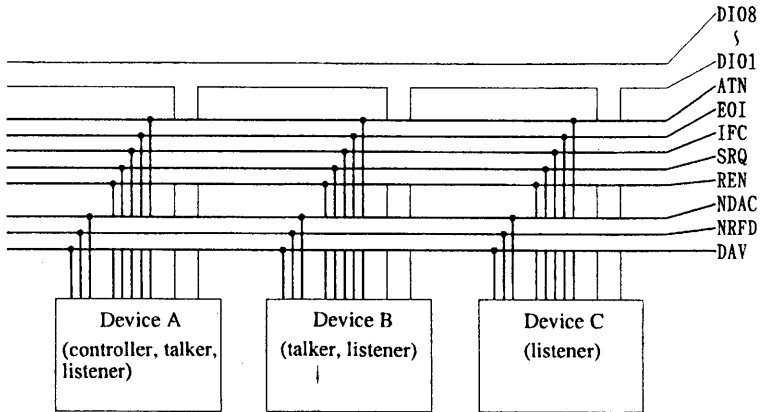 DIO8
~
DIO1
ATN
EOI
IFC
SRQ
REN
NDAC
NRFD
DAV
Device A
(controller, talker,
listener)
Device B
(talker, listener)
Device C
(listener)